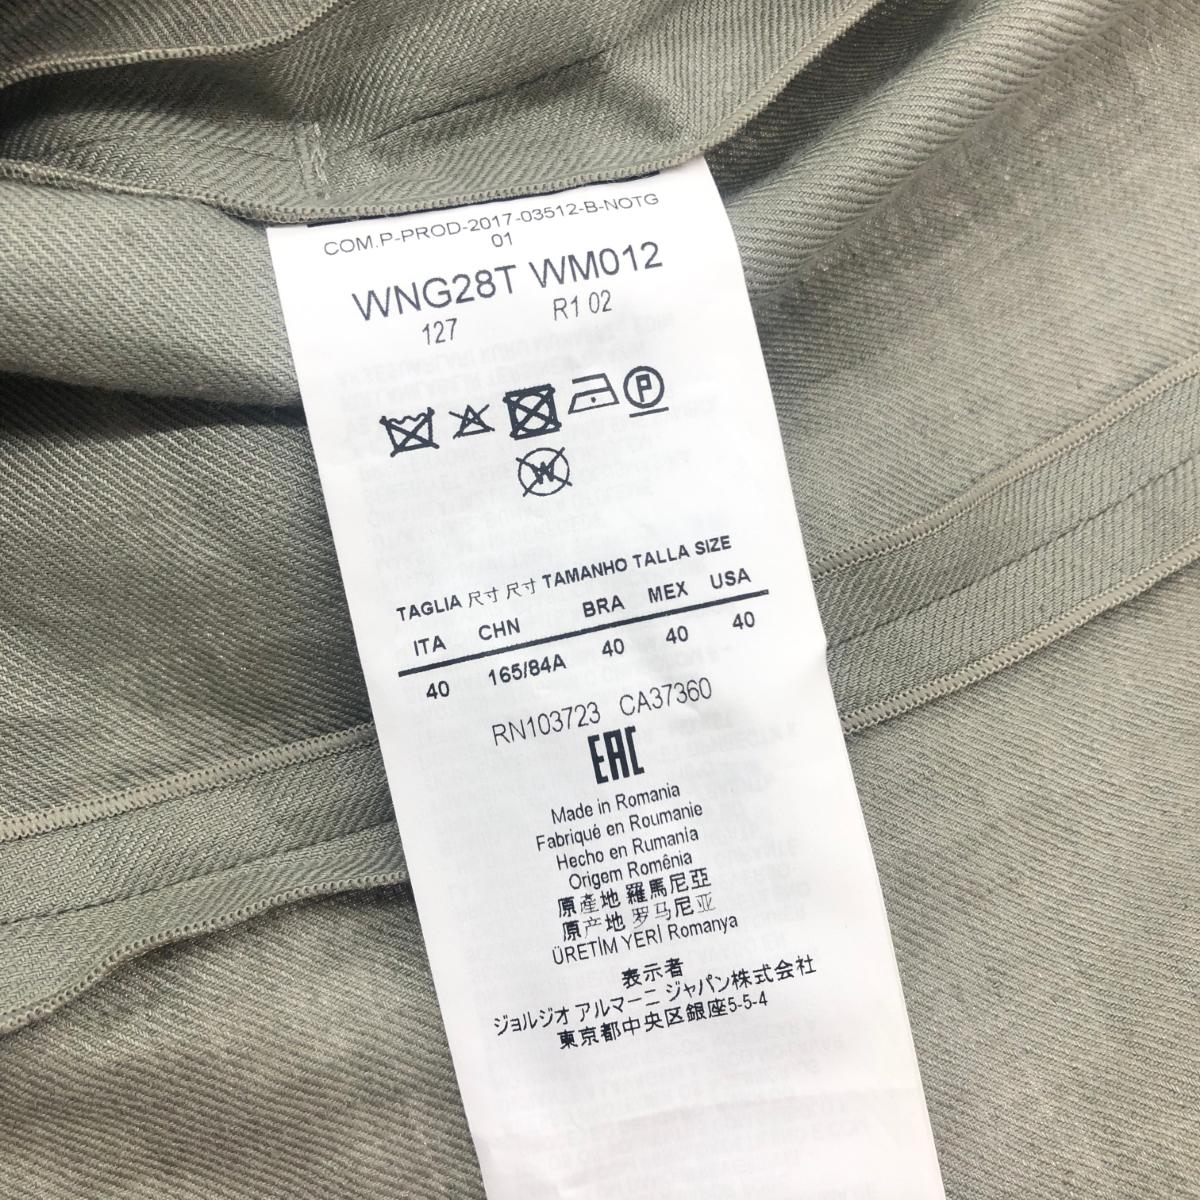 COM.P-PROD-2017-03512-B-NOTG
01
WNG28T WM012
127 R1 02
P
W
TAGLIA 尺寸 尺寸 TAMANHO TALLA SIZE
ITA CHN BRA MEX USA
40 165/84A 40 40 40
RN103723 CA37360
EAC
Made in Romania
Fabriqué en Roumanie
Hecho en Rumania
Origem Romênia
原產地 羅馬尼亞
原产地 罗马尼亚
ÜRETİM YERİ Romanya
表示者
ジョルジオ アルマーニ ジャパン株式会社
東京都中央区銀座5-5-4